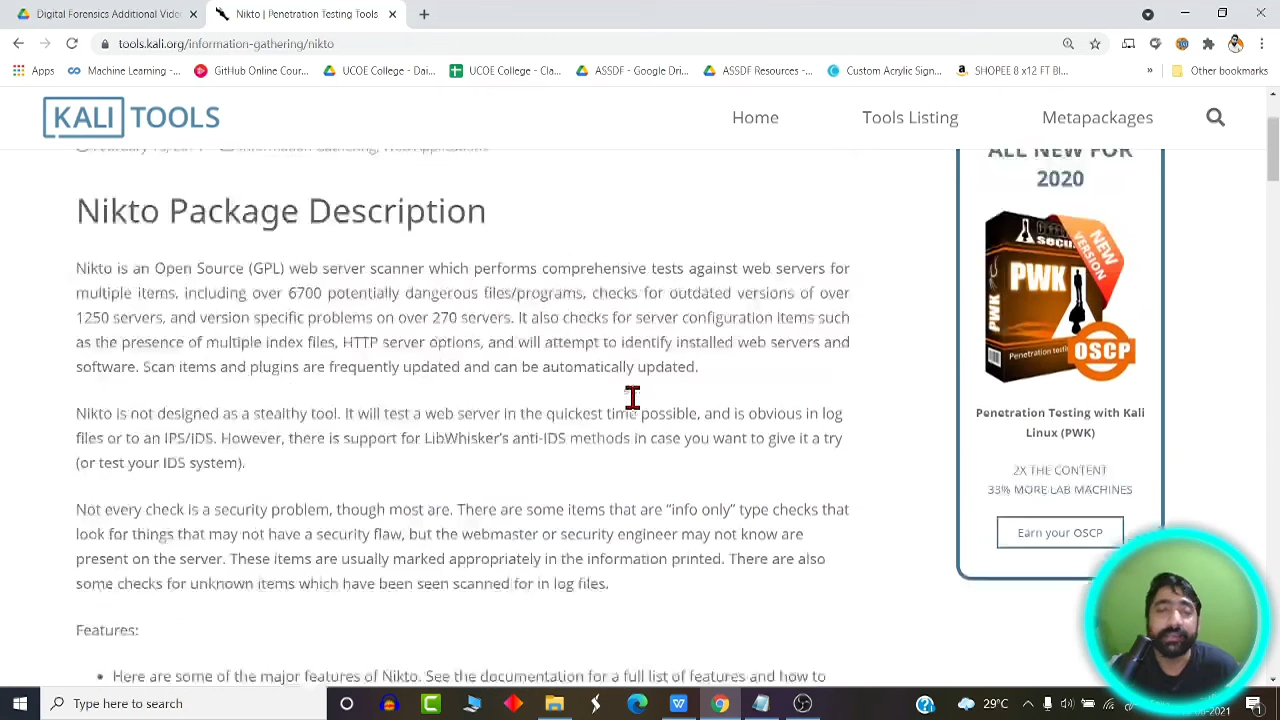 Digital Forensics Additional Video
Nikto | Penetration Testing Tools
tools.kali.org/information-gathering/nikto
Apps
Machine Learning -...
GitHub Online Cour...
UCOE College - Dai...
UCOE College - Cla...
ASSDF - Google Dri...
ASSDF Resources -...
Custom Acrylic Sign...
SHOPEE 8 x12 FT Bl...
Other bookmarks
KALI TOOLS
Home
Tools Listing
Metapackages
ALL NEW FOR
2020
Nikto Package Description
Nikto is an Open Source (GPL) web server scanner which performs comprehensive tests against web servers for
multiple items, including over 6700 potentially dangerous files/programs, checks for outdated versions of over
1250 servers, and version specific problems on over 270 servers. It also checks for server configuration items such
as the presence of multiple index files, HTTP server options, and will attempt to identify installed web servers and
software. Scan items and plugins are frequently updated and can be automatically updated.
Nikto is not designed as a stealthy tool. It will test a web server in the quickest time possible, and is obvious in log
files or to an IPS/IDS. However, there is support for LibWhisker's anti-IDS methods in case you want to give it a try
(or test your IDS system).
Not every check is a security problem, though most are. There are some items that are “info only” type checks that
look for things that may not have a security flaw, but the webmaster or security engineer may not know are
present on the server. These items are usually marked appropriately in the information printed. There are also
some checks for unknown items which have been seen scanned for in log files.
Features:
• Here are some of the major features of Nikto. See the documentation for a full list of features and how to
NEW
VERSION
PWK
PWK
OSCP
Penetration Testing with Kali
Linux (PWK)
2X THE CONTENT
33% MORE LAB MACHINES
Earn your OSCP
Type here to search
29°C
ENG